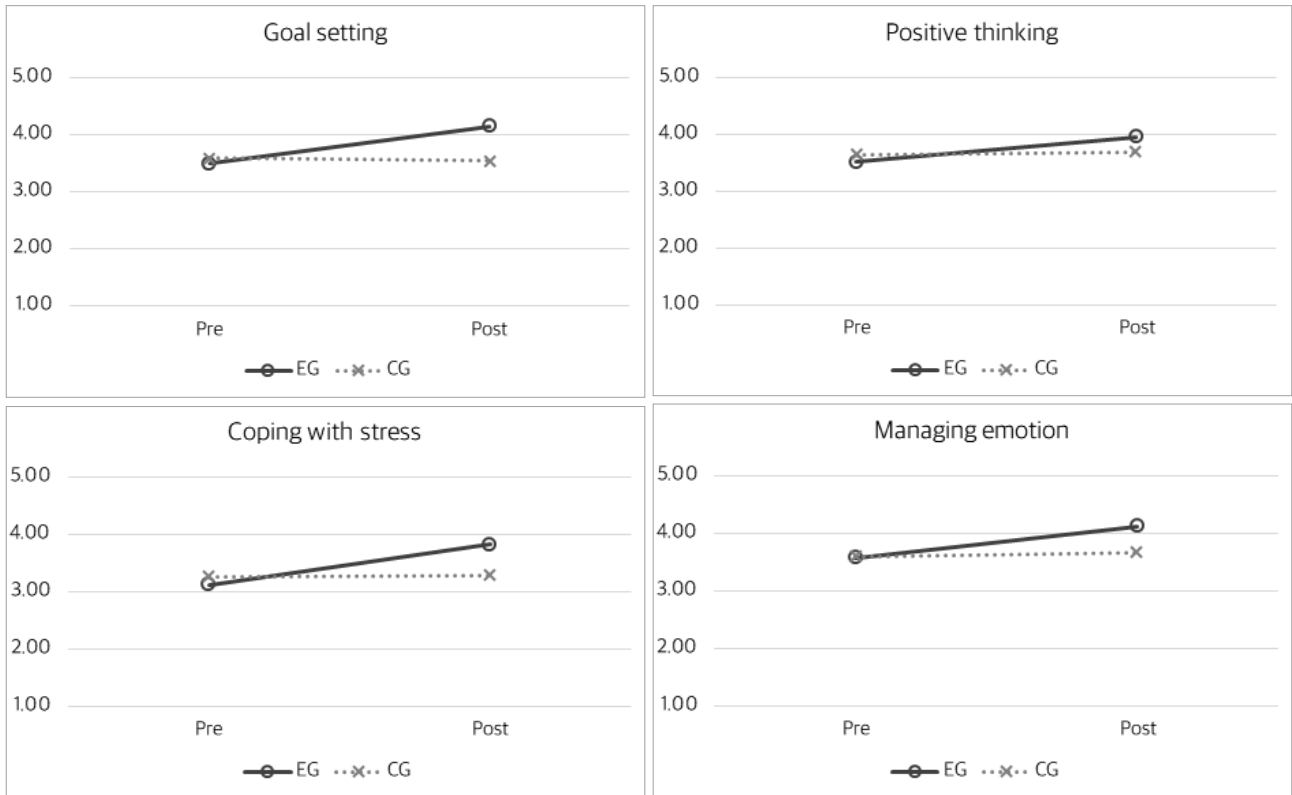 Goal setting
5.00
4.00
3.00
2.00
1.00
Pre Post
EG CG
Positive thinking
5.00
4.00
3.00
2.00
1.00
Pre Post
EG CG
Coping with stress
5.00
4.00
3.00
2.00
1.00
Pre Post
EG CG
Managing emotion
5.00
4.00
3.00
2.00
1.00
Pre Post
EG CG